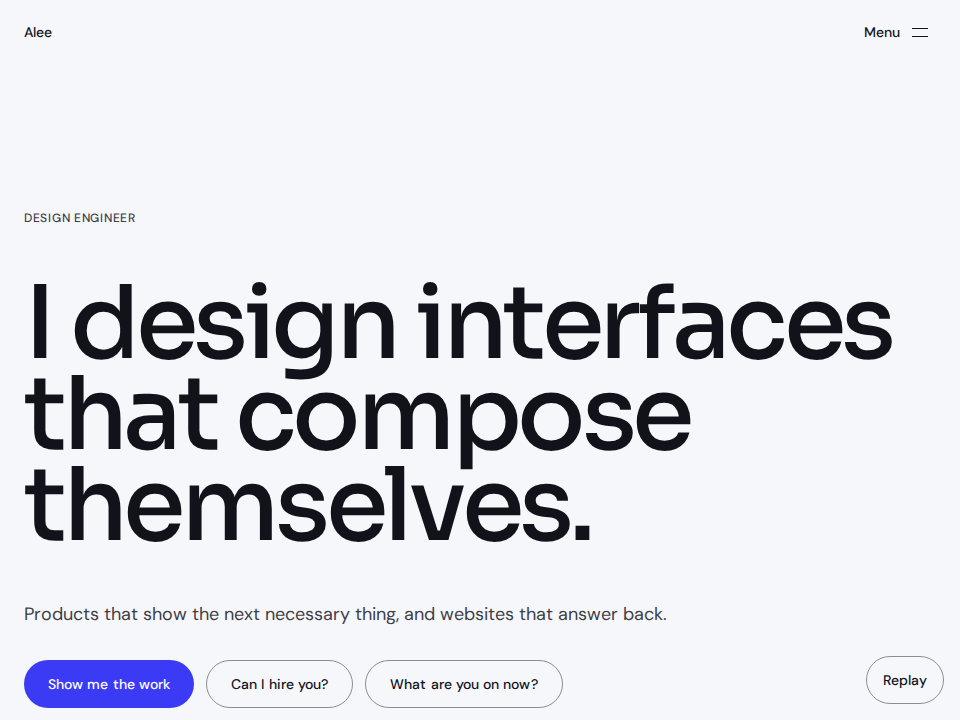 Alee
Menu
DESIGN ENGINEER
I design interfaces
that compose
themselves.
Products that show the next necessary thing, and websites that answer back.
Show me the work
Can I hire you?
What are you on now?
Replay